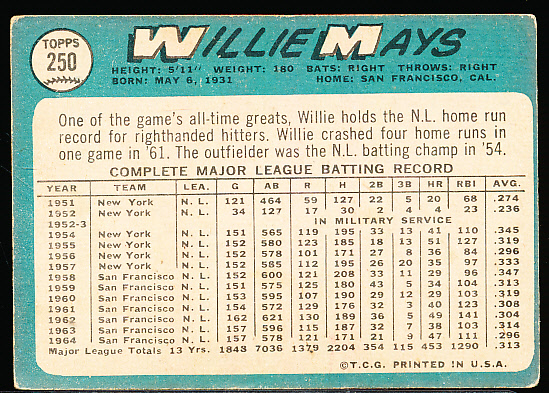 TOPPS
250
WILLIE MAYS
HEIGHT: 5'11" WEIGHT: 180 BATS: RIGHT THROWS: RIGHT
BORN: MAY 6, 1931 HOME: SAN FRANCISCO, CAL.
One of the game's all-time greats, Willie holds the N.L. home run
record for righthanded hitters. Willie crashed four home runs in
one game in '61. The outfielder was the N.L. batting champ in '54.
COMPLETE MAJOR LEAGUE BATTING RECORD
YEAR TEAM LEA. G AB R H 2B 3B HR RBI AVG.
1951 New York N.L. 121 464 59 127 22 5 20 68 .274
1952 New York N.L. 34 127 17 30 2 4 4 23 .236
1952-3 IN MILITARY SERVICE
1954 New York N.L. 151 565 119 195 33 13 41 110 .345
1955 New York N.L. 152 580 123 185 18 13 51 127 .319
1956 New York N.L. 152 578 101 171 27 8 36 84 .296
1957 New York N.L. 152 585 112 195 26 20 35 97 .333
1958 San Francisco N.L. 152 600 121 208 33 11 29 96 .347
1959 San Francisco N.L. 151 575 125 180 43 5 34 104 .313
1960 San Francisco N.L. 153 595 107 190 29 12 29 103 .319
1961 San Francisco N.L. 154 572 129 176 32 3 40 123 .308
1962 San Francisco N.L. 162 621 130 189 36 5 49 141 .304
1963 San Francisco N.L. 157 596 115 187 32 7 38 103 .314
1964 San Francisco N.L. 157 578 121 171 21 9 47 111 .296
Major League Totals 13 Yrs. 1848 7036 1379 2204 354 115 453 1290 .313
©T.C.G. PRINTED IN U.S.A.